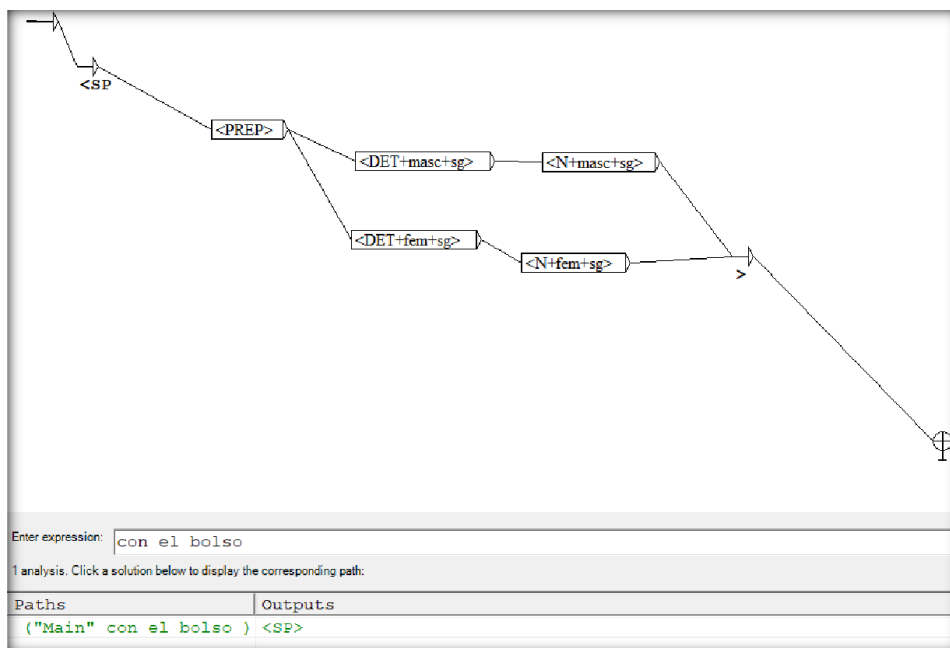 <SP
<PREP>
<DET+masc+sg> <N+masc+sg>
<DET+fem+sg>
<N+fem+sg>
>
Enter expression: con el bolso
1 analysis. Click a solution below to display the corresponding path:
Paths Outputs
("Main" con el bolso ) <SP>